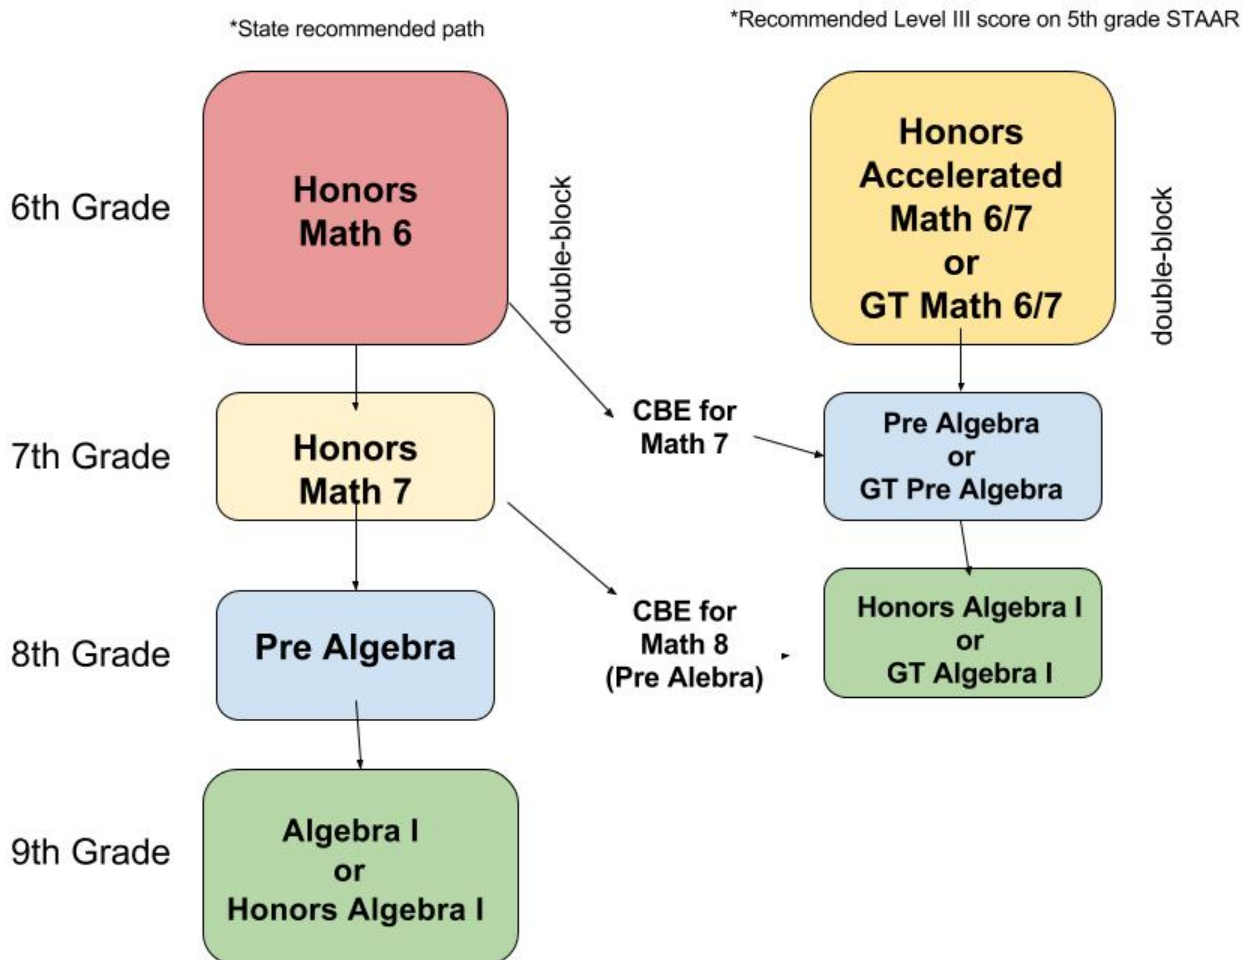 *State recommended path
*Recommended Level III score on 5th grade STAAR
6th Grade
Honors
Math 6
double-block
Honors
Accelerated
Math 6/7
or
GT Math 6/7
double-block
7th Grade
Honors
Math 7
CBE for
Math 7
Pre Algebra
or
GT Pre Algebra
8th Grade
Pre Algebra
CBE for
Math 8
(Pre Alebra)
Honors Algebra I
or
GT Algebra I
9th Grade
Algebra I
or
Honors Algebra I